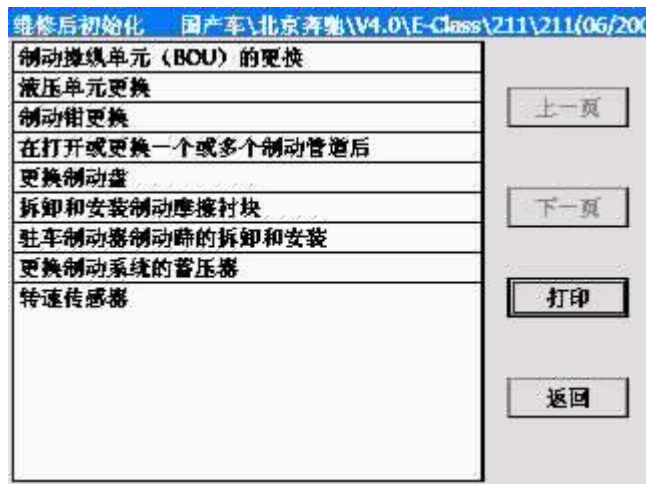 维修后初始化 国产车\北京奔驰\V4.0\E-Class\211\211(06/200
制动操纵单元（BOU）的更换
液压单元更换
制动钳更换
在打开或更换一个或多个制动管道后
更换制动盘
拆卸和安装制动摩擦衬块
驻车制动器制动蹄的拆卸和安装
更换制动系统的蓄压器
转速传感器
上一页
下一页
打印
返回